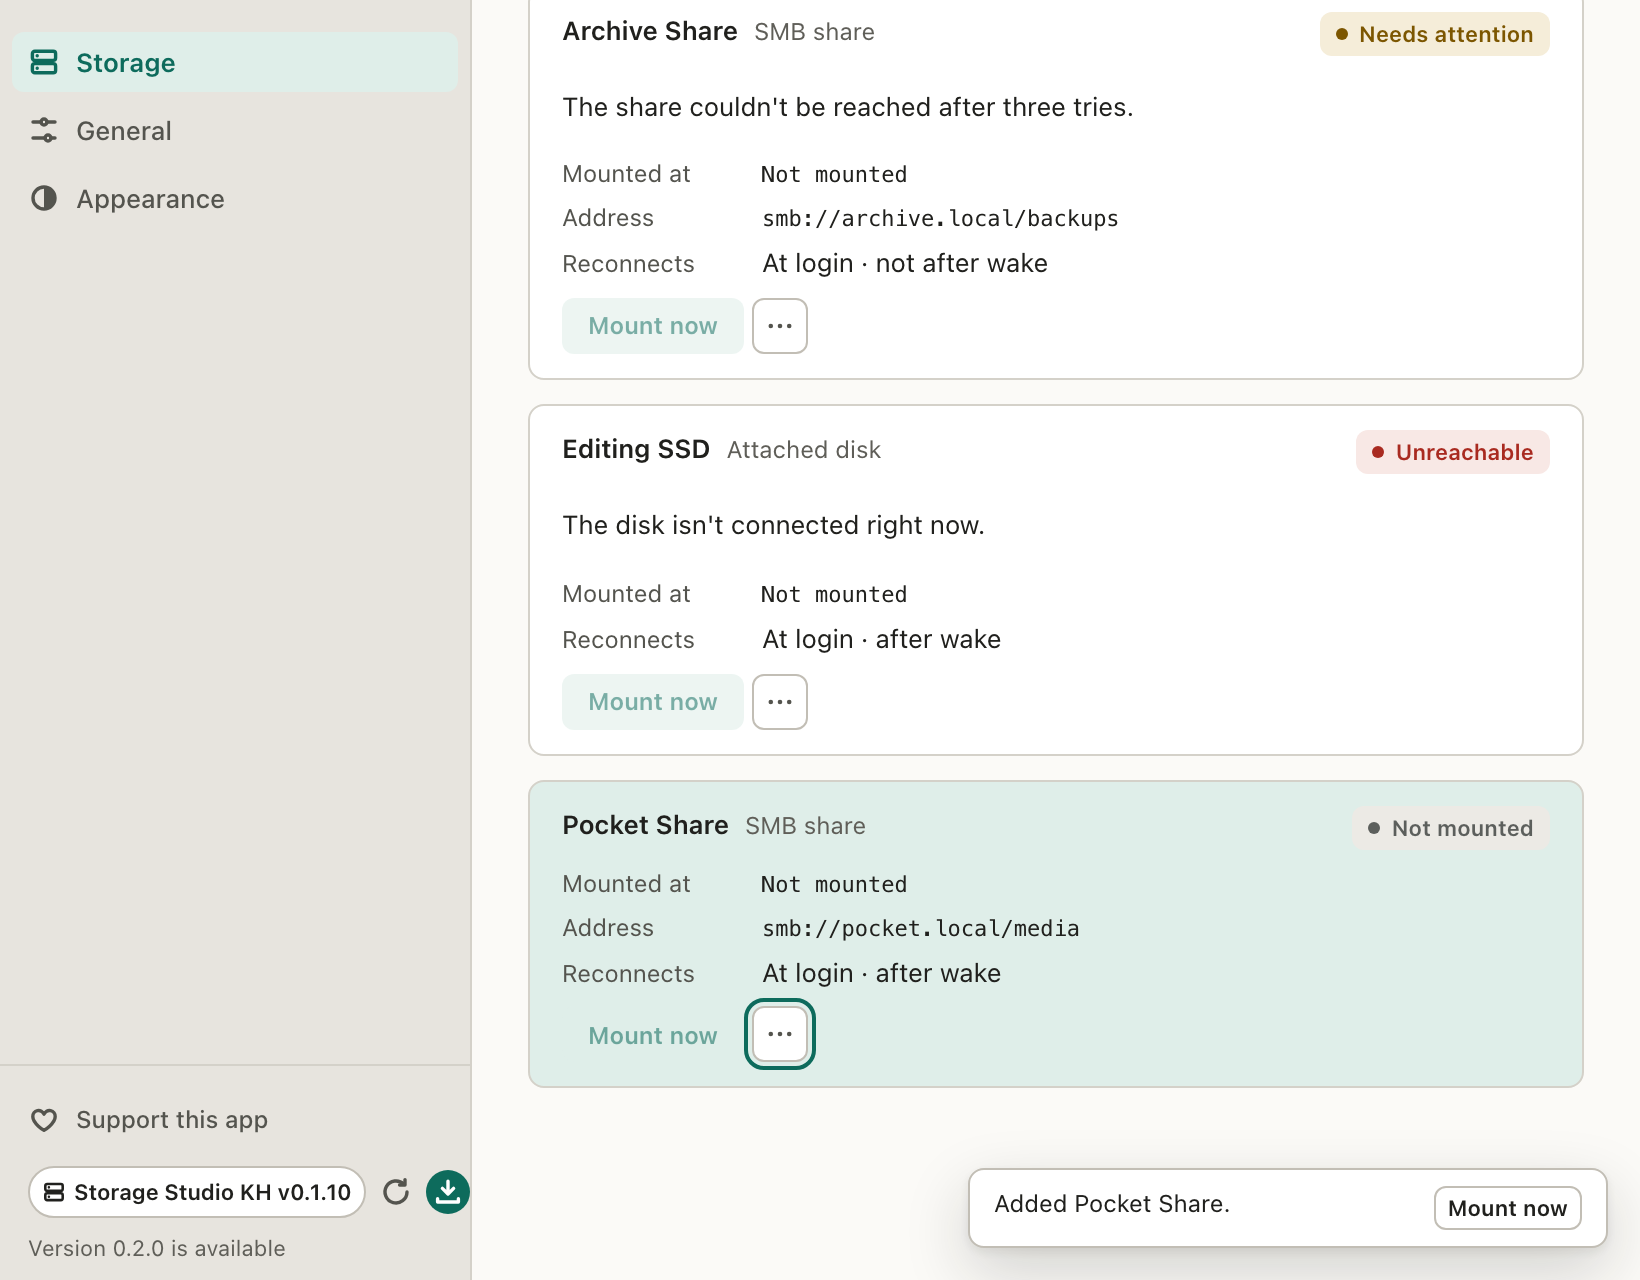 Storage
General
Appearance
Support this app
Storage Studio KH v0.1.10
Version 0.2.0 is available
Archive Share SMB share
Needs attention
The share couldn't be reached after three tries.
Mounted at Not mounted
Address smb://archive.local/backups
Reconnects At login · not after wake
Mount now
Editing SSD Attached disk
Unreachable
The disk isn't connected right now.
Mounted at Not mounted
Reconnects At login · after wake
Mount now
Pocket Share SMB share
Not mounted
Mounted at Not mounted
Address smb://pocket.local/media
Reconnects At login · after wake
Mount now
Added Pocket Share.
Mount now